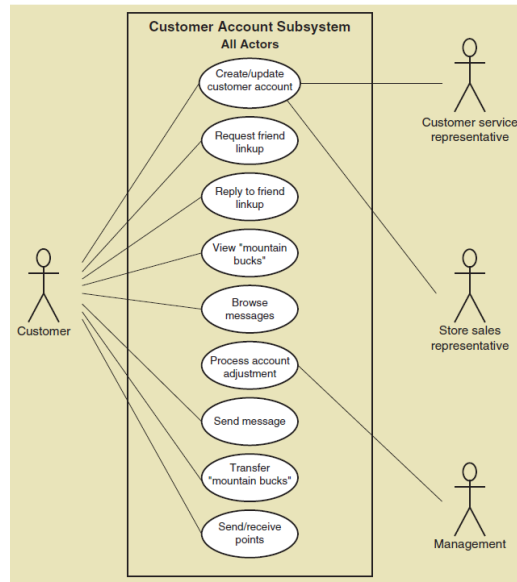 Customer Account Subsystem
All Actors
Create/update
customer account
Customer service
representative
Request friend
linkup
Reply to friend
linkup
View "mountain
bucks"
Customer
Browse
messages
Store sales
representative
Process account
adjustment
Send message
Transfer
"mountain bucks"
Send/receive
points
Management